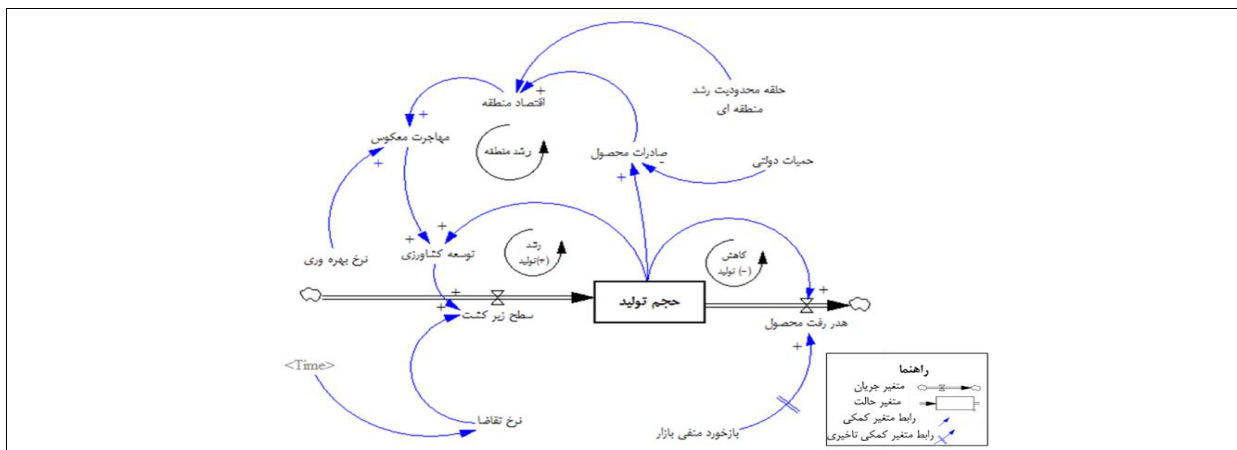 حلقه محدودیت رشد
منطقه ای
اقتصاد منطقه
+
+
مهاجرت معکوس
+
رشد منطقه
صادرات محصول
-
+
حمیات دولتی
نرخ بهره وری
+
+
توسعه کشاورزی
رشد
(+)تولید
کاهش
(-) تولید
+
+
سطح زیر کشت
حجم تولید
+
هدر رفت محصول
+
<Time>
نرخ تقاضا
بازخورد منفی بازار
راهنما
متغیر جریان
متغیر حالت
رابط متغیر کمکی
رابط متغیر کمکی تاخیری